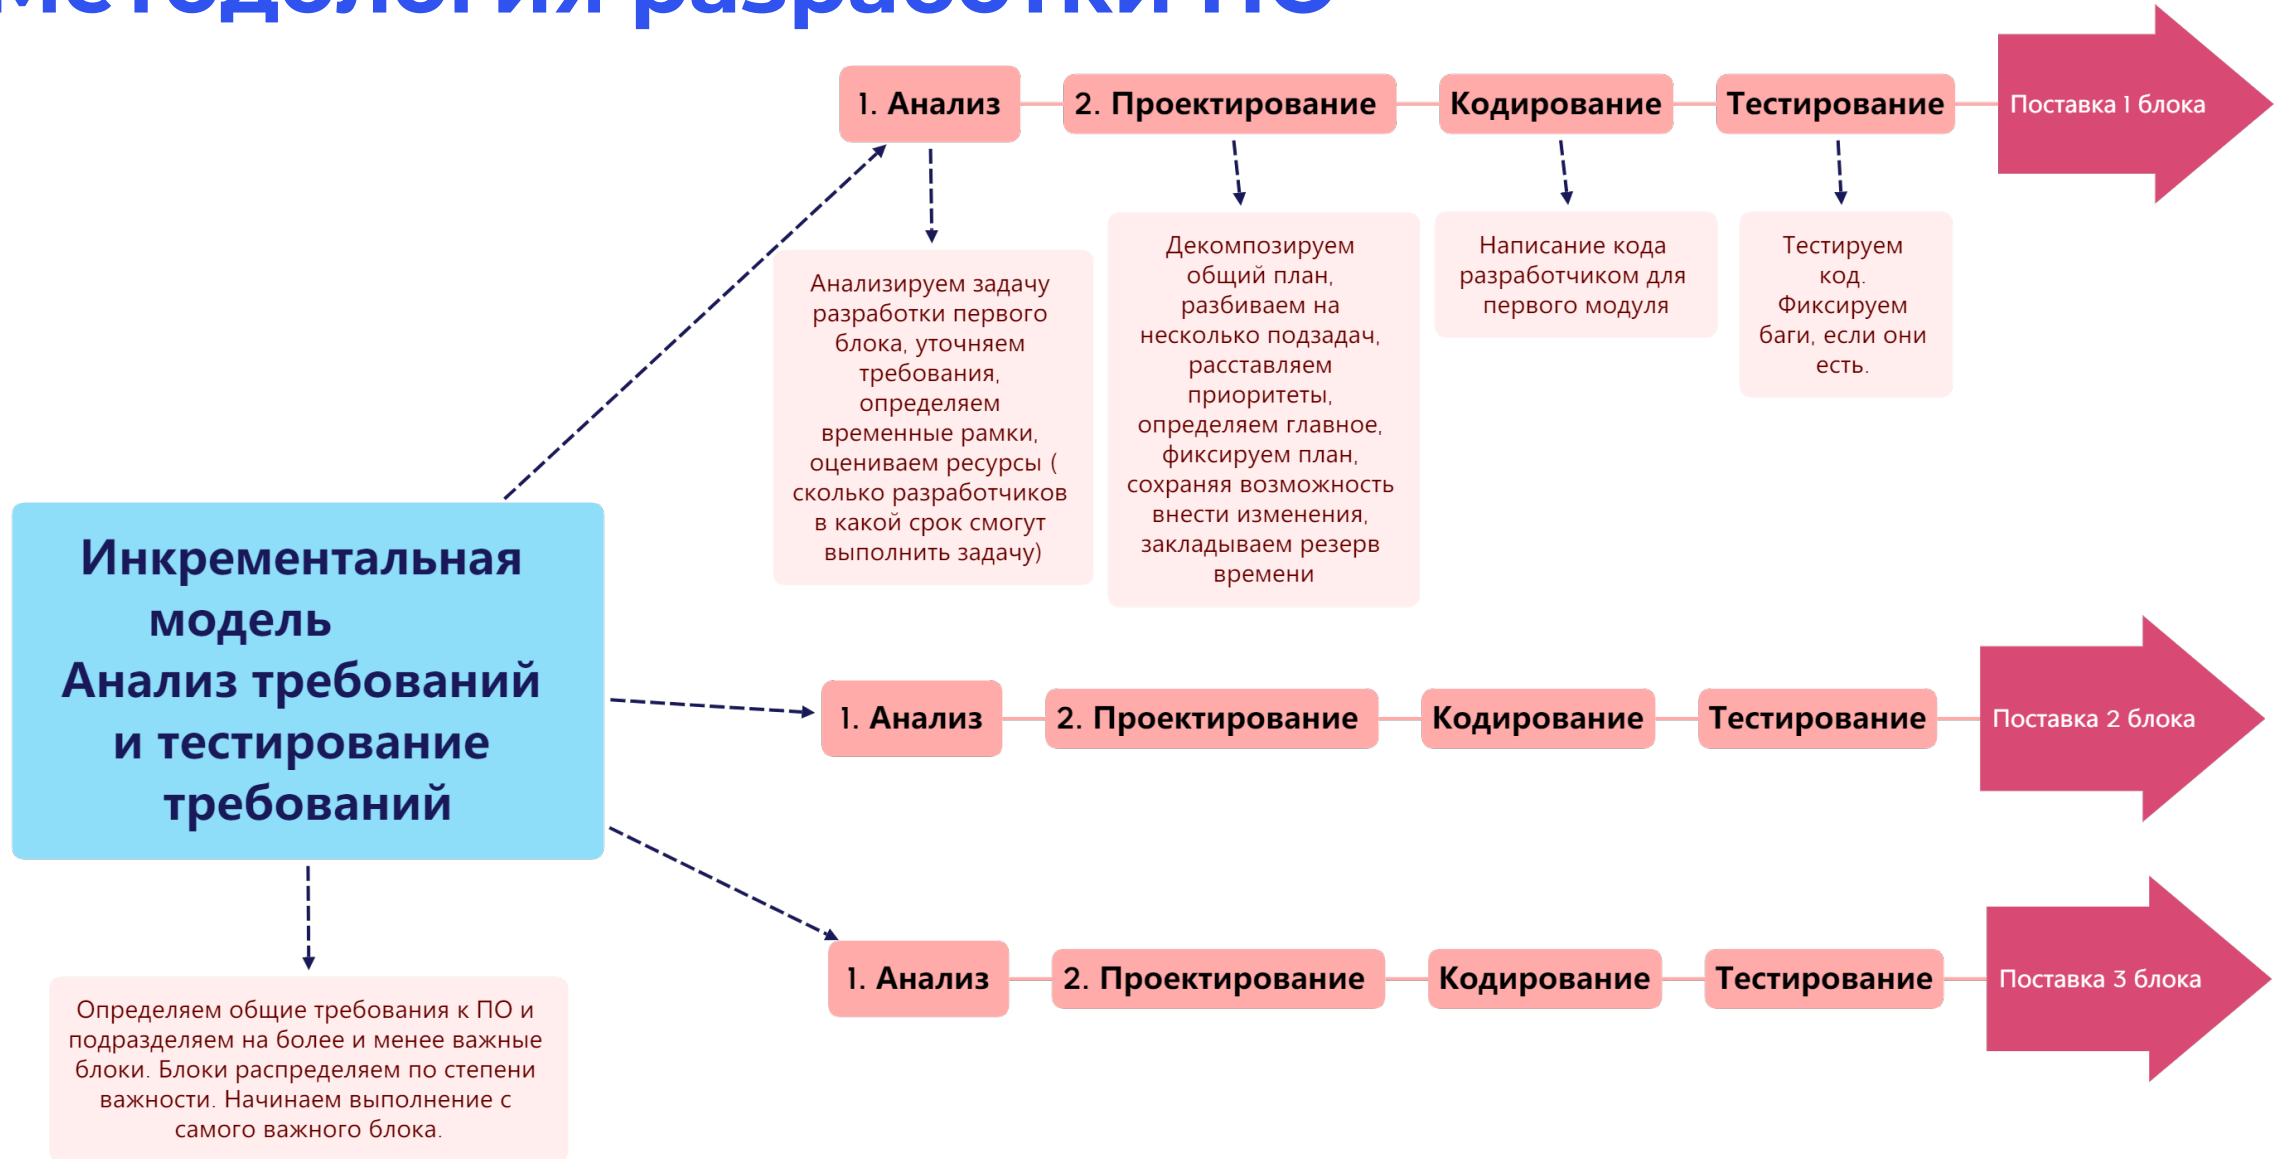 методология разработки ПО
1. Анализ
2. Проектирование
Кодирование
Тестирование
Поставка 1 блока
Анализируем задачу
разработки первого
блока, уточняем
требования,
определяем
временные рамки,
оцениваем ресурсы (
сколько разработчиков
в какой срок смогут
выполнить задачу)
Декомпозируем
общий план,
разбиваем на
несколько подзадач,
расставляем
приоритеты,
определяем главное,
фиксируем план,
сохраняя возможность
внести изменения,
закладываем резерв
времени
Написание кода
разработчиком для
первого модуля
Тестируем
код.
Фиксируем
баги, если они
есть.
Инкрементальная
модель
Анализ требований
и тестирование
требований
1. Анализ
2. Проектирование
Кодирование
Тестирование
Поставка 2 блока
1. Анализ
2. Проектирование
Кодирование
Тестирование
Поставка 3 блока
Определяем общие требования к ПО и
подразделяем на более и менее важные
блоки. Блоки распределяем по степени
важности. Начинаем выполнение с
самого важного блока.